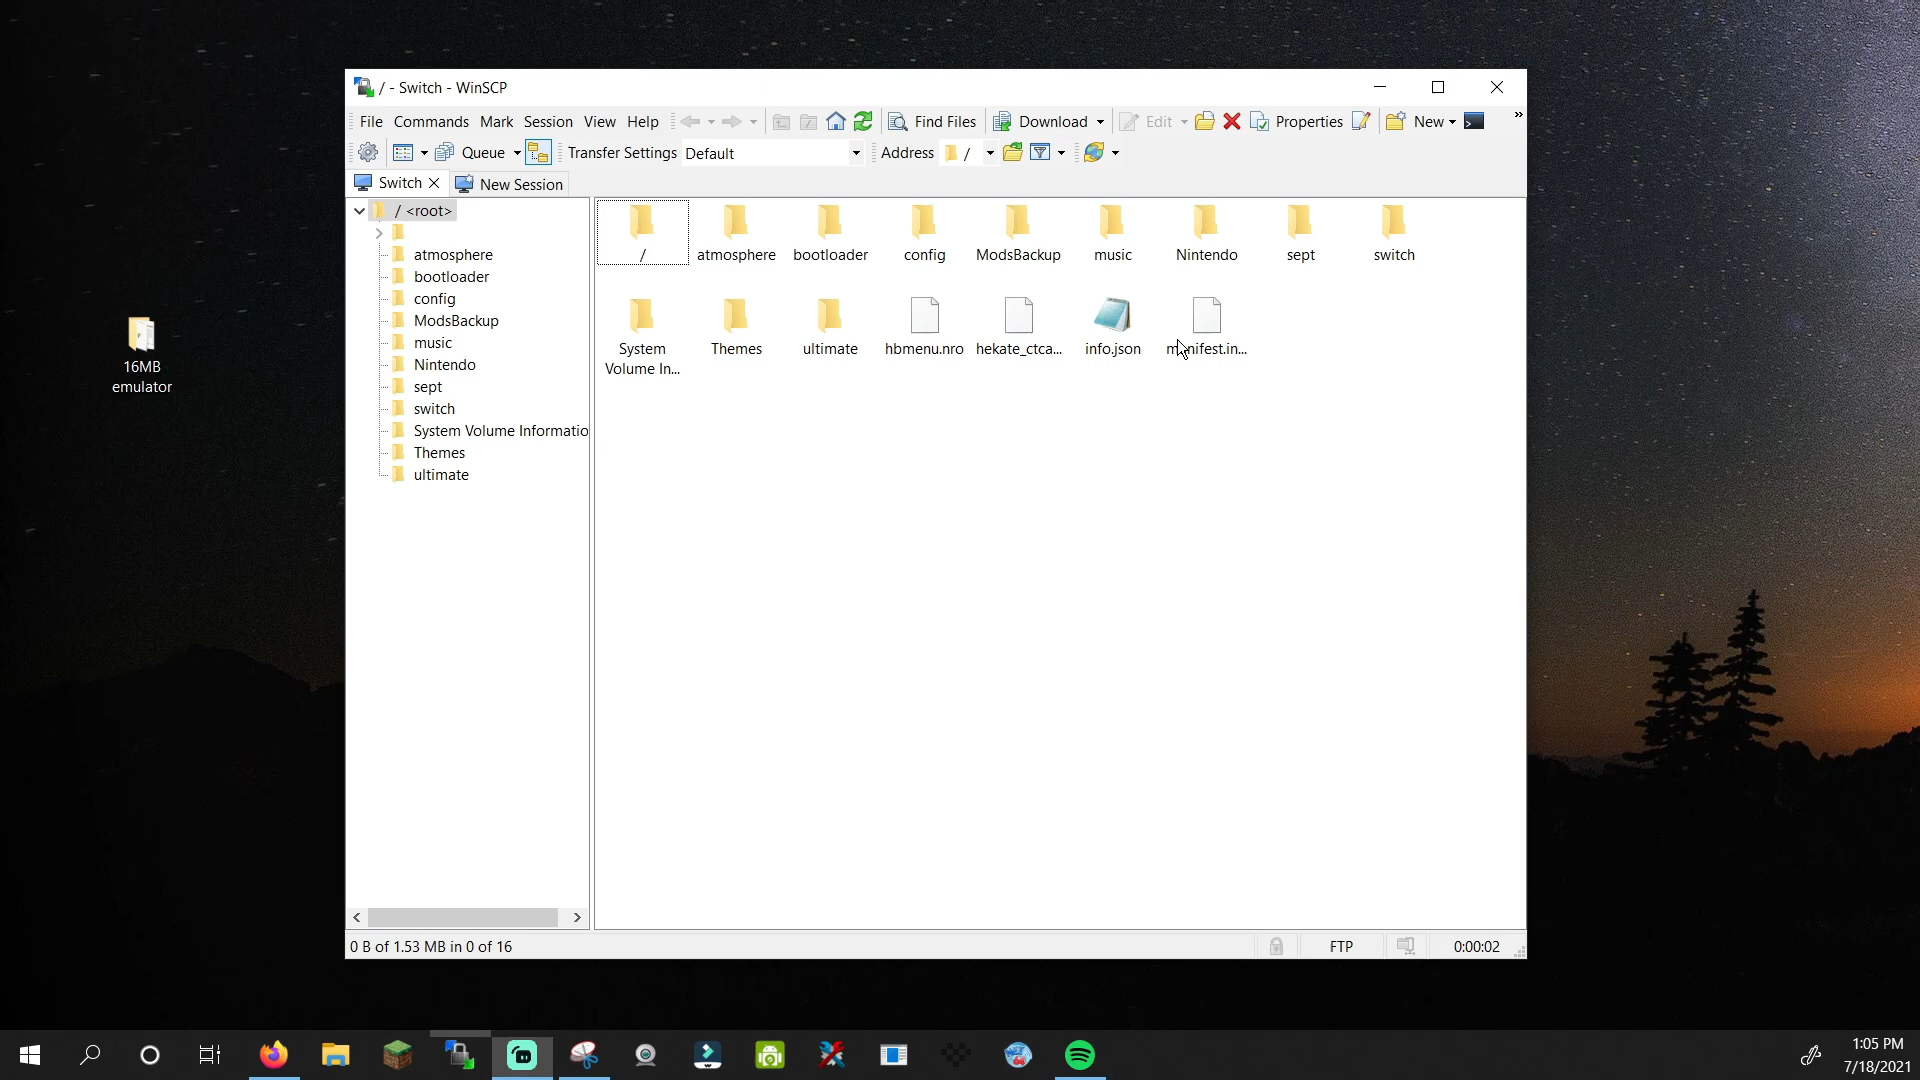 / - Switch - WinSCP
File Commands Mark Session View Help Find Files Download Edit Properties New »
Queue Transfer Settings Default Address /
Switch New Session
/ <root>
atmosphere
bootloader
config
ModsBackup
music
Nintendo
sept
switch
System Volume Informatio
Themes
ultimate
/ atmosphere bootloader config ModsBackup music Nintendo sept switch
System Themes ultimate hbmenu.nro hekate_ctca... info.json manifest.in...
Volume In...
16MB
emulator
0 B of 1.53 MB in 0 of 16 FTP 0:00:02
1:05 PM
7/18/2021